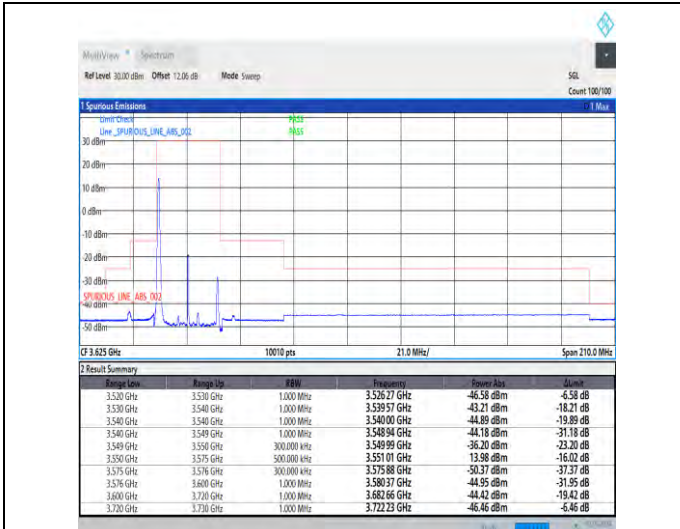 MultiView Spectrum
Ref Level 30.00 dBm Offset 12.06 dB Mode Sweep SGL
Count 100/100
1 Spurious Emissions 1 Max
Limit Check PASS
Line _SPURIOUS_LINE_ABS_002 PASS
30 dBm
20 dBm
10 dBm
0 dBm
-10 dBm
-20 dBm
-30 dBm
SPURIOUS_LINE_ABS_002
-40 dBm
-50 dBm
CF 3.625 GHz 10010 pts 21.0 MHz/ Span 210.0 MHz
2 Result Summary
Range Low Range Up RBW Frequency Power Abs ΔLimit
3.520 GHz 3.530 GHz 1.000 MHz 3.526 27 GHz -46.58 dBm -6.58 dB
3.530 GHz 3.540 GHz 1.000 MHz 3.539 57 GHz -43.21 dBm -18.21 dB
3.540 GHz 3.540 GHz 1.000 MHz 3.540 00 GHz -44.89 dBm -19.89 dB
3.540 GHz 3.549 GHz 1.000 MHz 3.548 94 GHz -44.18 dBm -31.18 dB
3.549 GHz 3.550 GHz 300.000 kHz 3.549 99 GHz -36.20 dBm -23.20 dB
3.550 GHz 3.575 GHz 500.000 kHz 3.551 01 GHz 13.98 dBm -16.02 dB
3.575 GHz 3.576 GHz 300.000 kHz 3.575 88 GHz -50.37 dBm -37.37 dB
3.576 GHz 3.600 GHz 1.000 MHz 3.580 37 GHz -44.95 dBm -31.95 dB
3.600 GHz 3.720 GHz 1.000 MHz 3.682 66 GHz -44.42 dBm -19.42 dB
3.720 GHz 3.730 GHz 1.000 MHz 3.722 23 GHz -46.46 dBm -6.46 dB